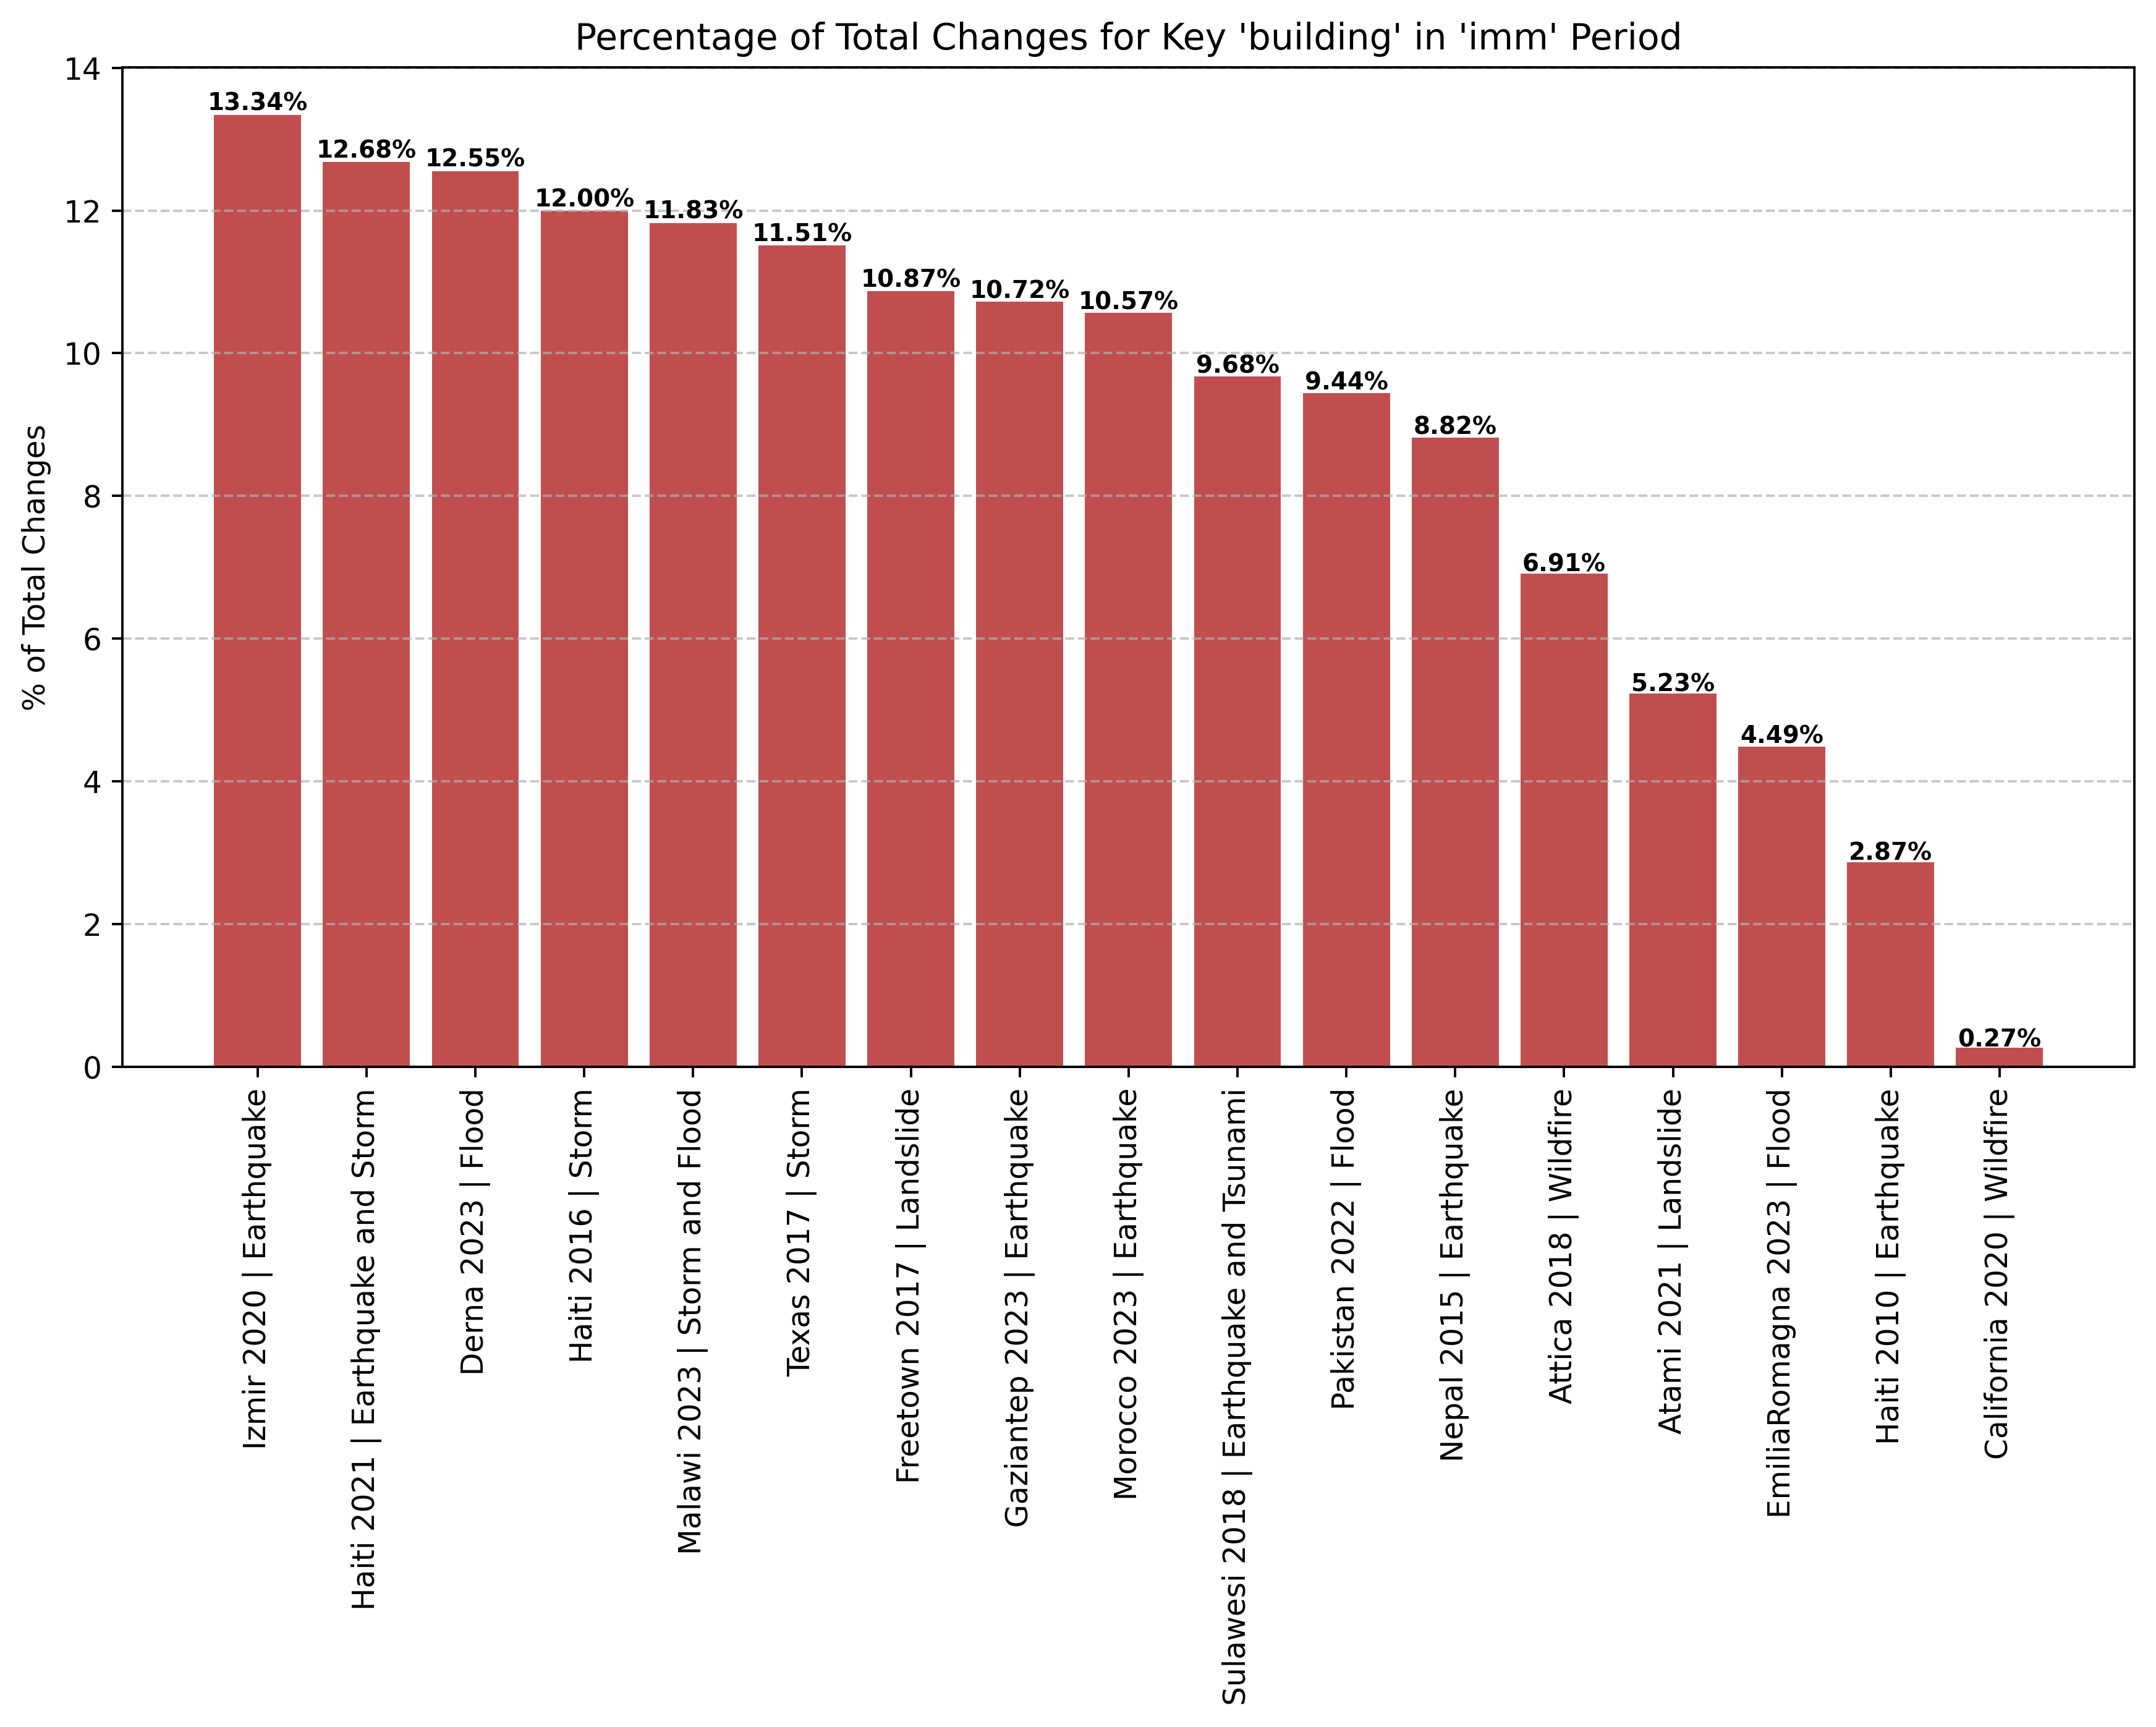 Percentage of Total Changes for Key 'building' in 'imm' Period
% of Total Changes
14
12
10
8
6
4
2
0
13.34%
12.68%
12.55%
12.00%
11.83%
11.51%
10.87%
10.72%
10.57%
9.68%
9.44%
8.82%
6.91%
5.23%
4.49%
2.87%
0.27%
Izmir 2020 | Earthquake
Haiti 2021 | Earthquake and Storm
Derna 2023 | Flood
Haiti 2016 | Storm
Malawi 2023 | Storm and Flood
Texas 2017 | Storm
Freetown 2017 | Landslide
Gaziantep 2023 | Earthquake
Morocco 2023 | Earthquake
Sulawesi 2018 | Earthquake and Tsunami
Pakistan 2022 | Flood
Nepal 2015 | Earthquake
Attica 2018 | Wildfire
Atami 2021 | Landslide
EmiliaRomagna 2023 | Flood
Haiti 2010 | Earthquake
California 2020 | Wildfire